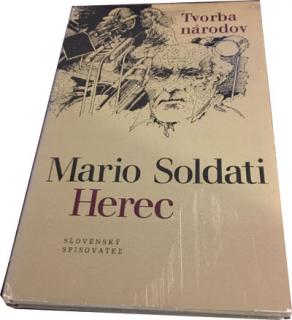 Tvorba
národov
Mario Soldati
Herec
SLOVENSKÝ
SPISOVATEĽ